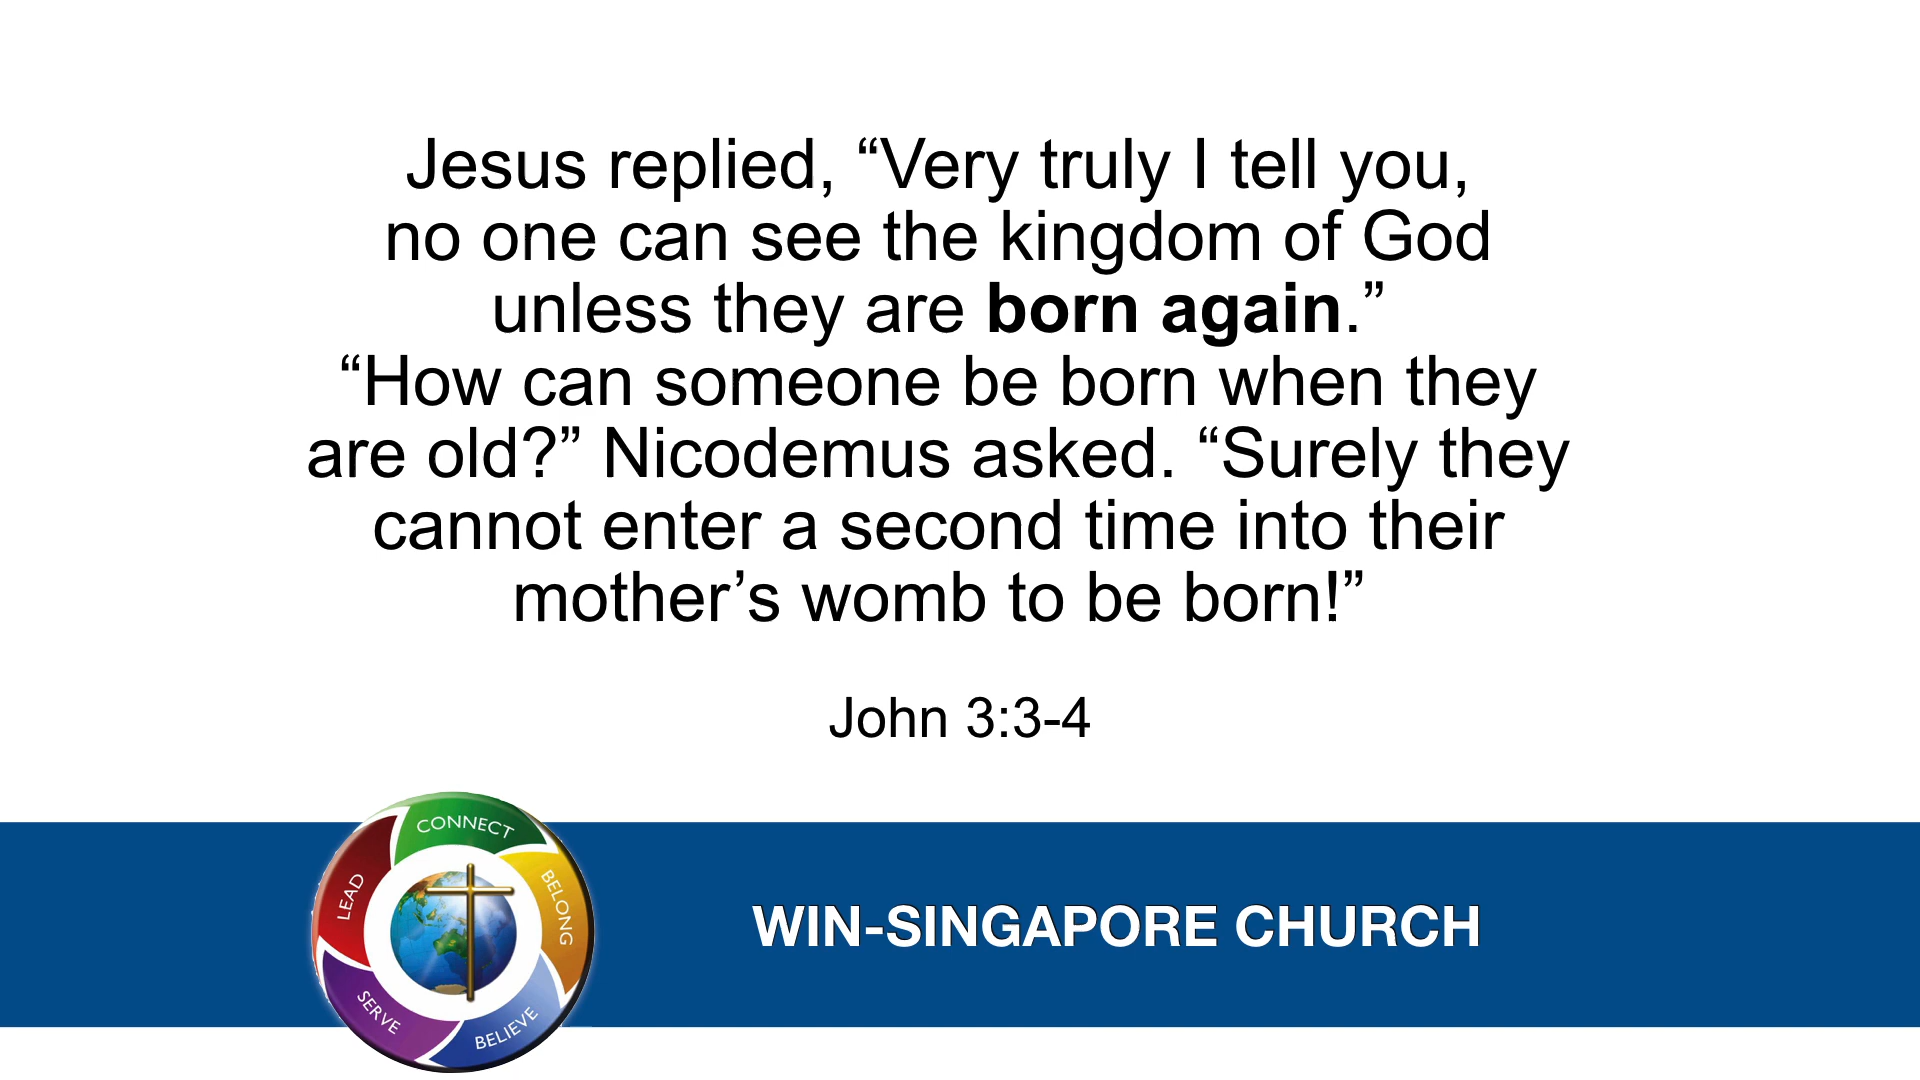 Jesus replied, “Very truly I tell you,
no one can see the kingdom of God
unless they are born again.”
“How can someone be born when they
are old?” Nicodemus asked. “Surely they
cannot enter a second time into their
mother’s womb to be born!”
John 3:3-4
CONNECT
BELONG
BELIEVE
SERVE
LEAD
WIN-SINGAPORE CHURCH